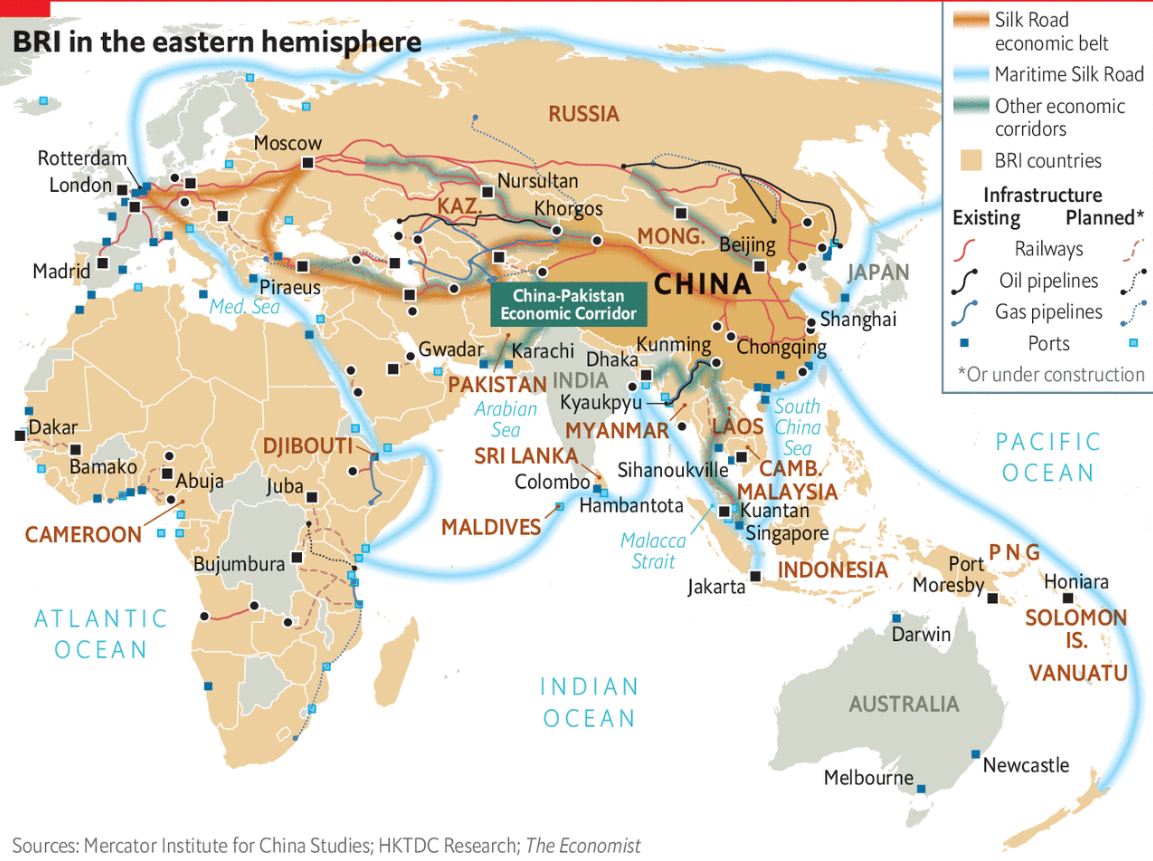 BRI in the eastern hemisphere
Silk Road
economic belt
Maritime Silk Road
Other economic
corridors
BRI countries
Infrastructure
Existing Planned*
Railways
Oil pipelines
Gas pipelines
Ports
*Or under construction
RUSSIA
Moscow
Rotterdam
London
Nursultan
KAZ.
Khorgos
MONG.
Beijing
Madrid
Piraeus
CHINA
JAPAN
Med. Sea
China-Pakistan
Economic Corridor
Shanghai
Gwadar
Karachi
Dhaka
Kunming
Chongqing
PAKISTAN
INDIA
Arabian
Sea
Kyaukpyu
MYANMAR
LAOS
South
China
Sea
PACIFIC
OCEAN
Dakar
Bamako
Abuja
DJIBOUTI
Juba
SRI LANKA
Colombo
Hambantota
Sihanoukville
CAMB.
MALAYSIA
Kuantan
Singapore
CAMEROON
MALDIVES
Malacca
Strait
Bujumbura
Jakarta
INDONESIA
PNG
Port
Moresby
Honiara
SOLOMON
IS.
VANUATU
ATLANTIC
OCEAN
Darwin
INDIAN
OCEAN
AUSTRALIA
Melbourne
Newcastle
Sources: Mercator Institute for China Studies; HKTDC Research; The Economist